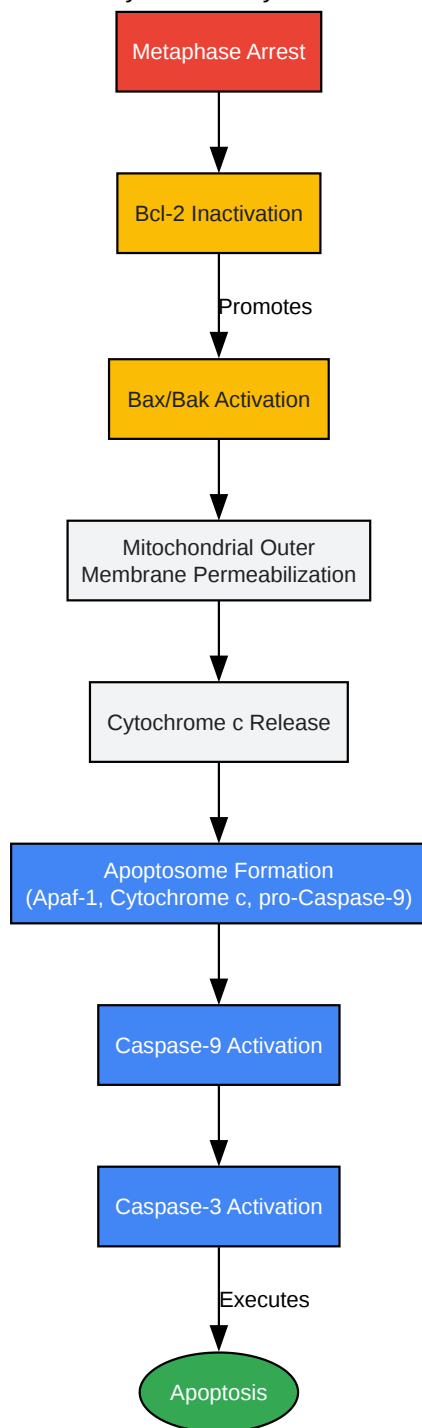 Metaphase Arrest
Bcl-2 Inactivation
Promotes
Bax/Bak Activation
Mitochondrial Outer
Membrane Permeabilization
Cytochrome c Release
Apoptosome Formation
(Apaf-1, Cytochrome c, pro-Caspase-9)
Caspase-9 Activation
Caspase-3 Activation
Executes
Apoptosis